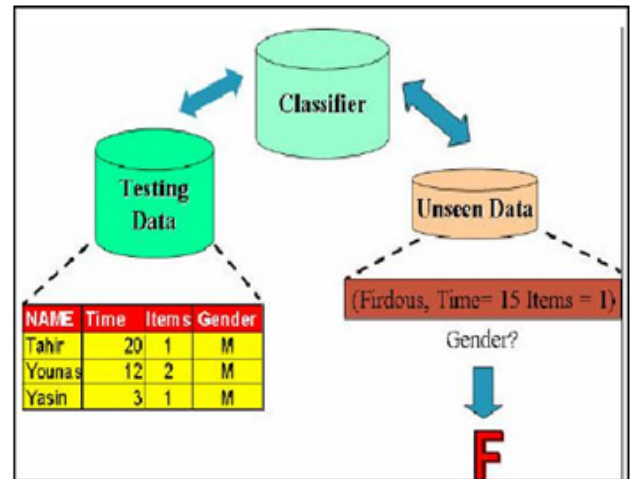 Classifier
Testing
Data
Unseen Data
NAME Time Items Gender
Tahir 20 1 M
Younas 12 2 M
Yasin 3 1 M
(Firdous, Time= 15 Items = 1)
Gender?
F